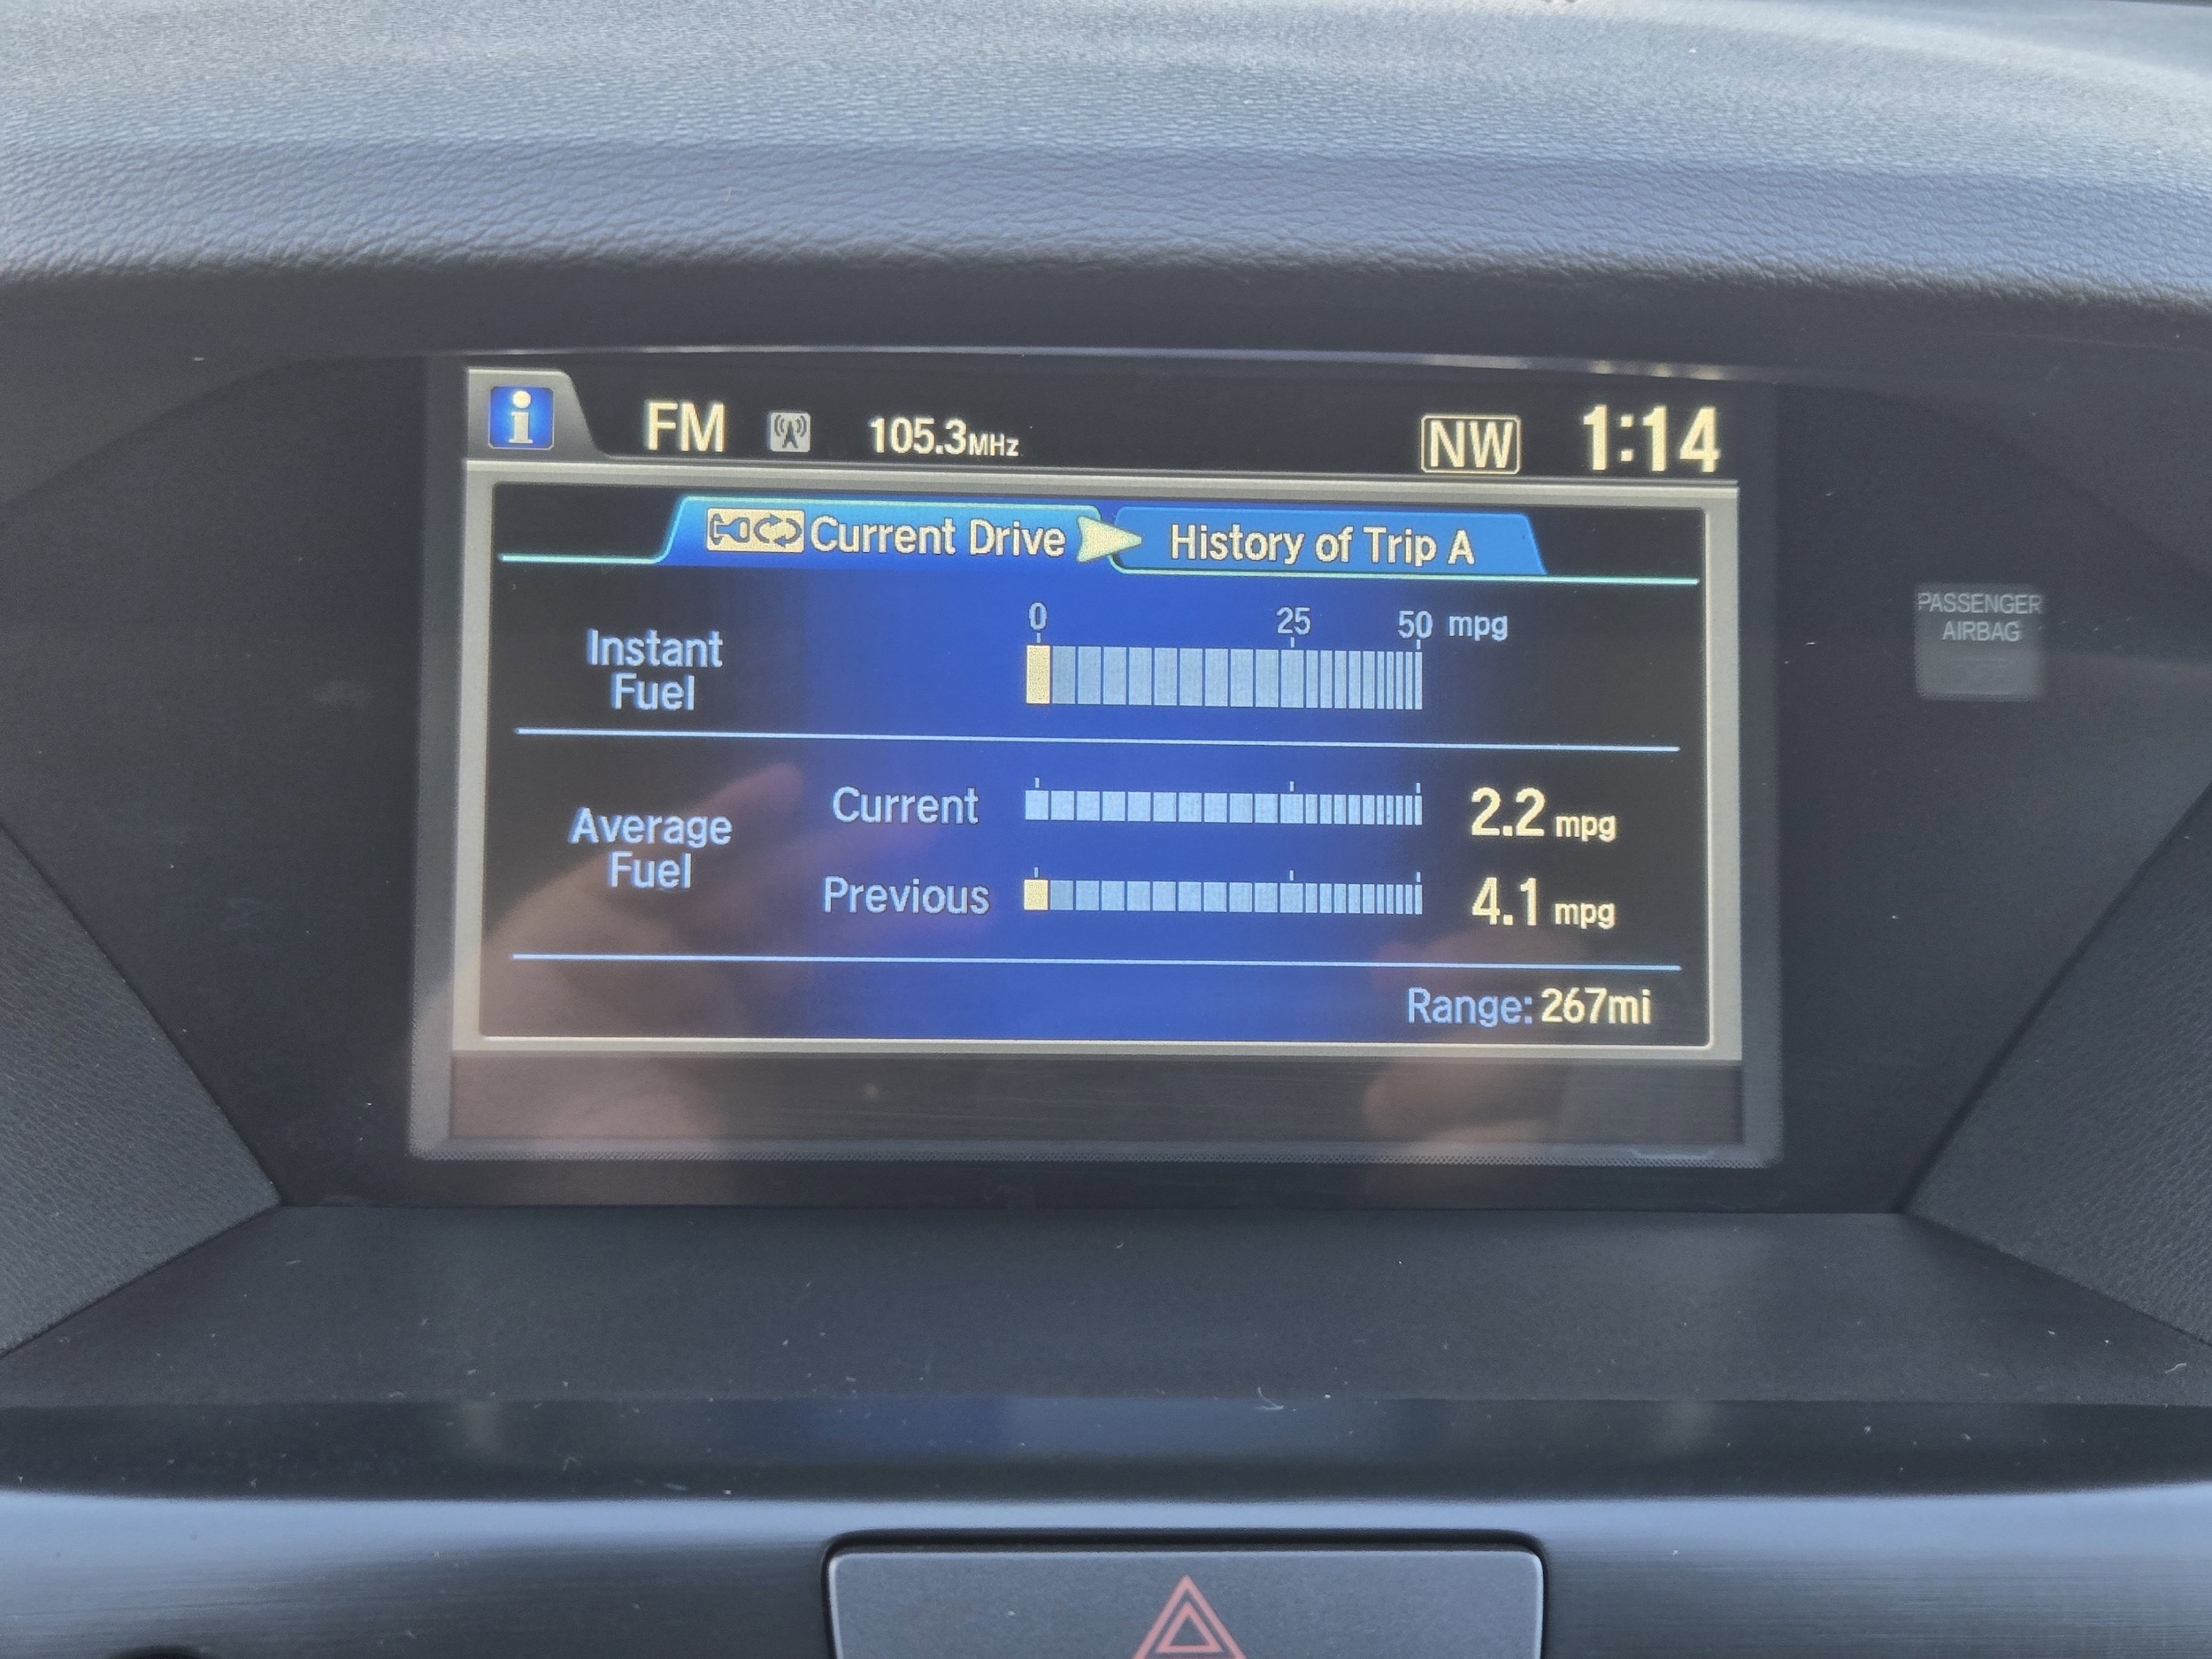 i FM 105.3MHz NW 1:14
Current Drive History of Trip A
0 25 50 mpg
Instant
Fuel
Average
Fuel
Current 2.2 mpg
Previous 4.1 mpg
Range: 267mi
PASSENGER
AIRBAG